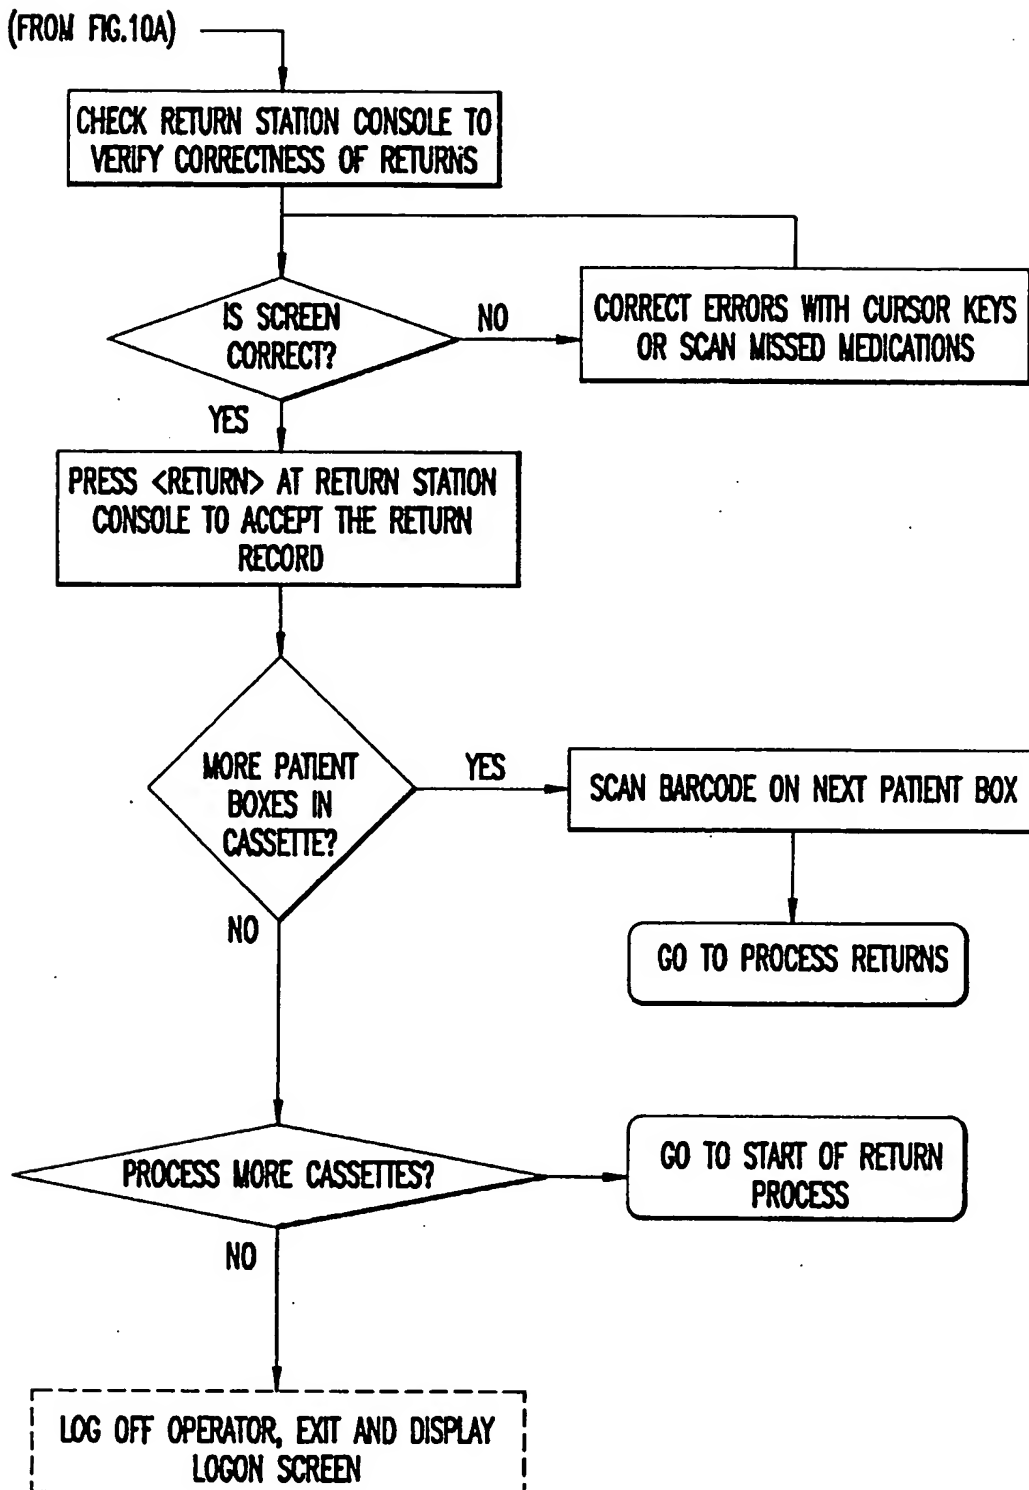 (FROM FIG.10A)
CHECK RETURN STATION CONSOLE TO
VERIFY CORRECTNESS OF RETURNS
IS SCREEN
CORRECT?
NO
CORRECT ERRORS WITH CURSOR KEYS
OR SCAN MISSED MEDICATIONS
YES
PRESS <RETURN> AT RETURN STATION
CONSOLE TO ACCEPT THE RETURN
RECORD
MORE PATIENT
BOXES IN
CASSETTE?
YES
SCAN BARCODE ON NEXT PATIENT BOX
GO TO PROCESS RETURNS
NO
PROCESS MORE CASSETTES?
GO TO START OF RETURN
PROCESS
NO
LOG OFF OPERATOR, EXIT AND DISPLAY
LOGON SCREEN